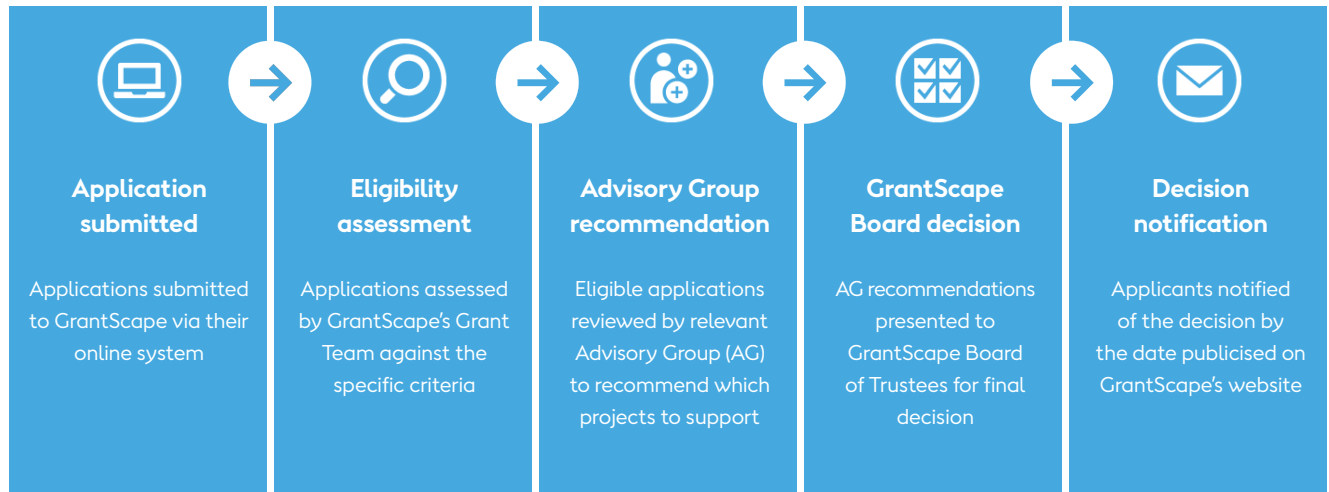 Application
submitted
Applications submitted
to GrantScape via their
online system
Eligibility
assessment
Applications assessed
by GrantScape's Grant
Team against the
specific criteria
Advisory Group
recommendation
Eligible applications
reviewed by relevant
Advisory Group (AG)
to recommend which
projects to support
GrantScape
Board decision
AG recommendations
presented to
GrantScape Board
of Trustees for final
decision
Decision
notification
Applicants notified
of the decision by
the date publicised on
GrantScape's website